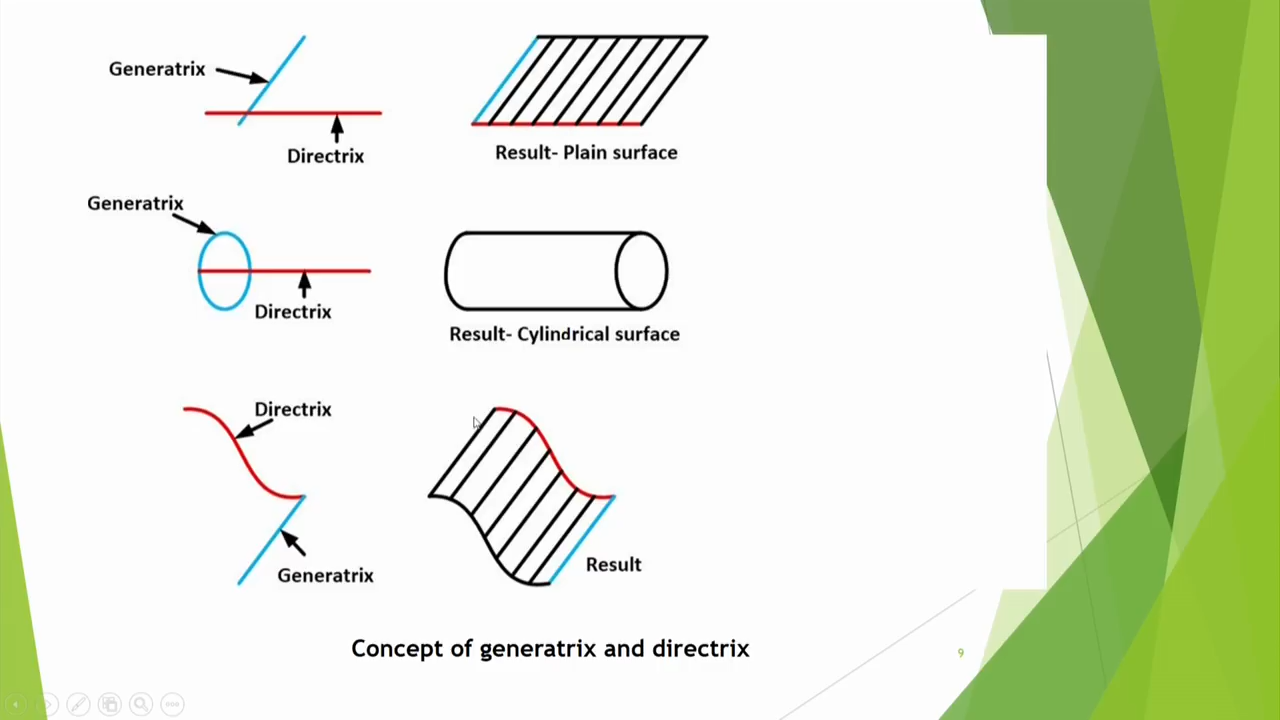 Generatrix
Directrix
Result- Plain surface
Generatrix
Directrix
Result- Cylindrical surface
Directrix
Generatrix
Result
Concept of generatrix and directrix
9